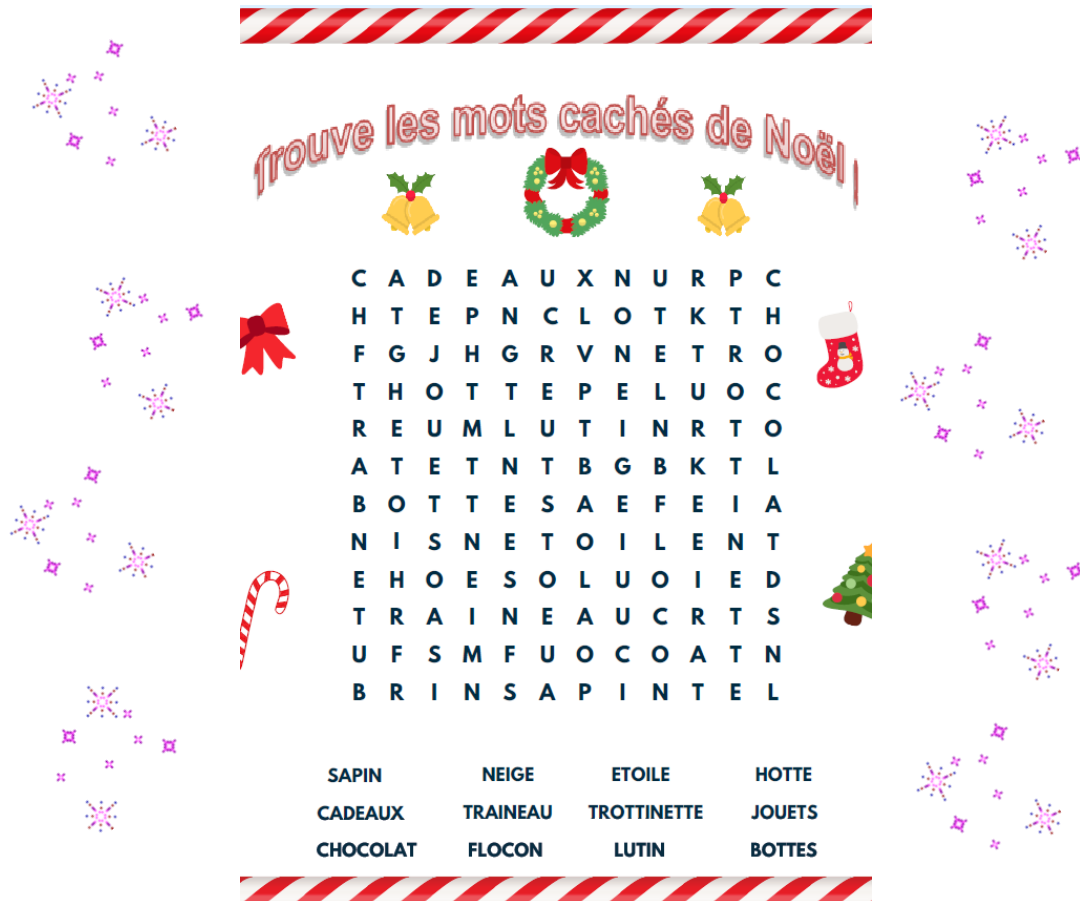 Trouve les mots cachés de Noël
C A D E A U X N U R P C
H T E P N C L O T K T H
F G J H G R V N E T R O
T H O T T E P E L U O C
R E U M L U T I N R T O
A T E T N T B G B K T L
B O T T E S A E F E I A
N I S N E T O I L E N T
E H O E S O L U O I E D
T R A I N E A U C R T S
U F S M F U O C O A T N
B R I N S A P I N T E L
SAPIN NEIGE ETOILE HOTTE
CADEAUX TRAINEAU TROTTINETTE JOUETS
CHOCOLAT FLOCON LUTIN BOTTES